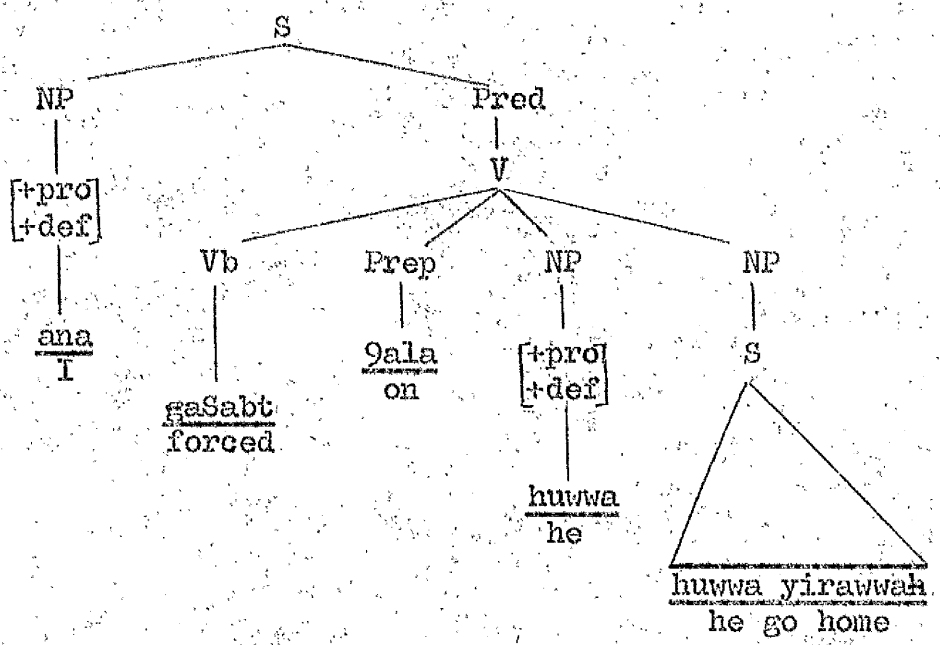 S
NP Pred
V
[+pro
+def]
Vb Prep NP NP
ana
I
9ala
on
[+pro
+def]
S
gaSabt
forced
huwwa
he
huwwa yirawwaħ
he go home